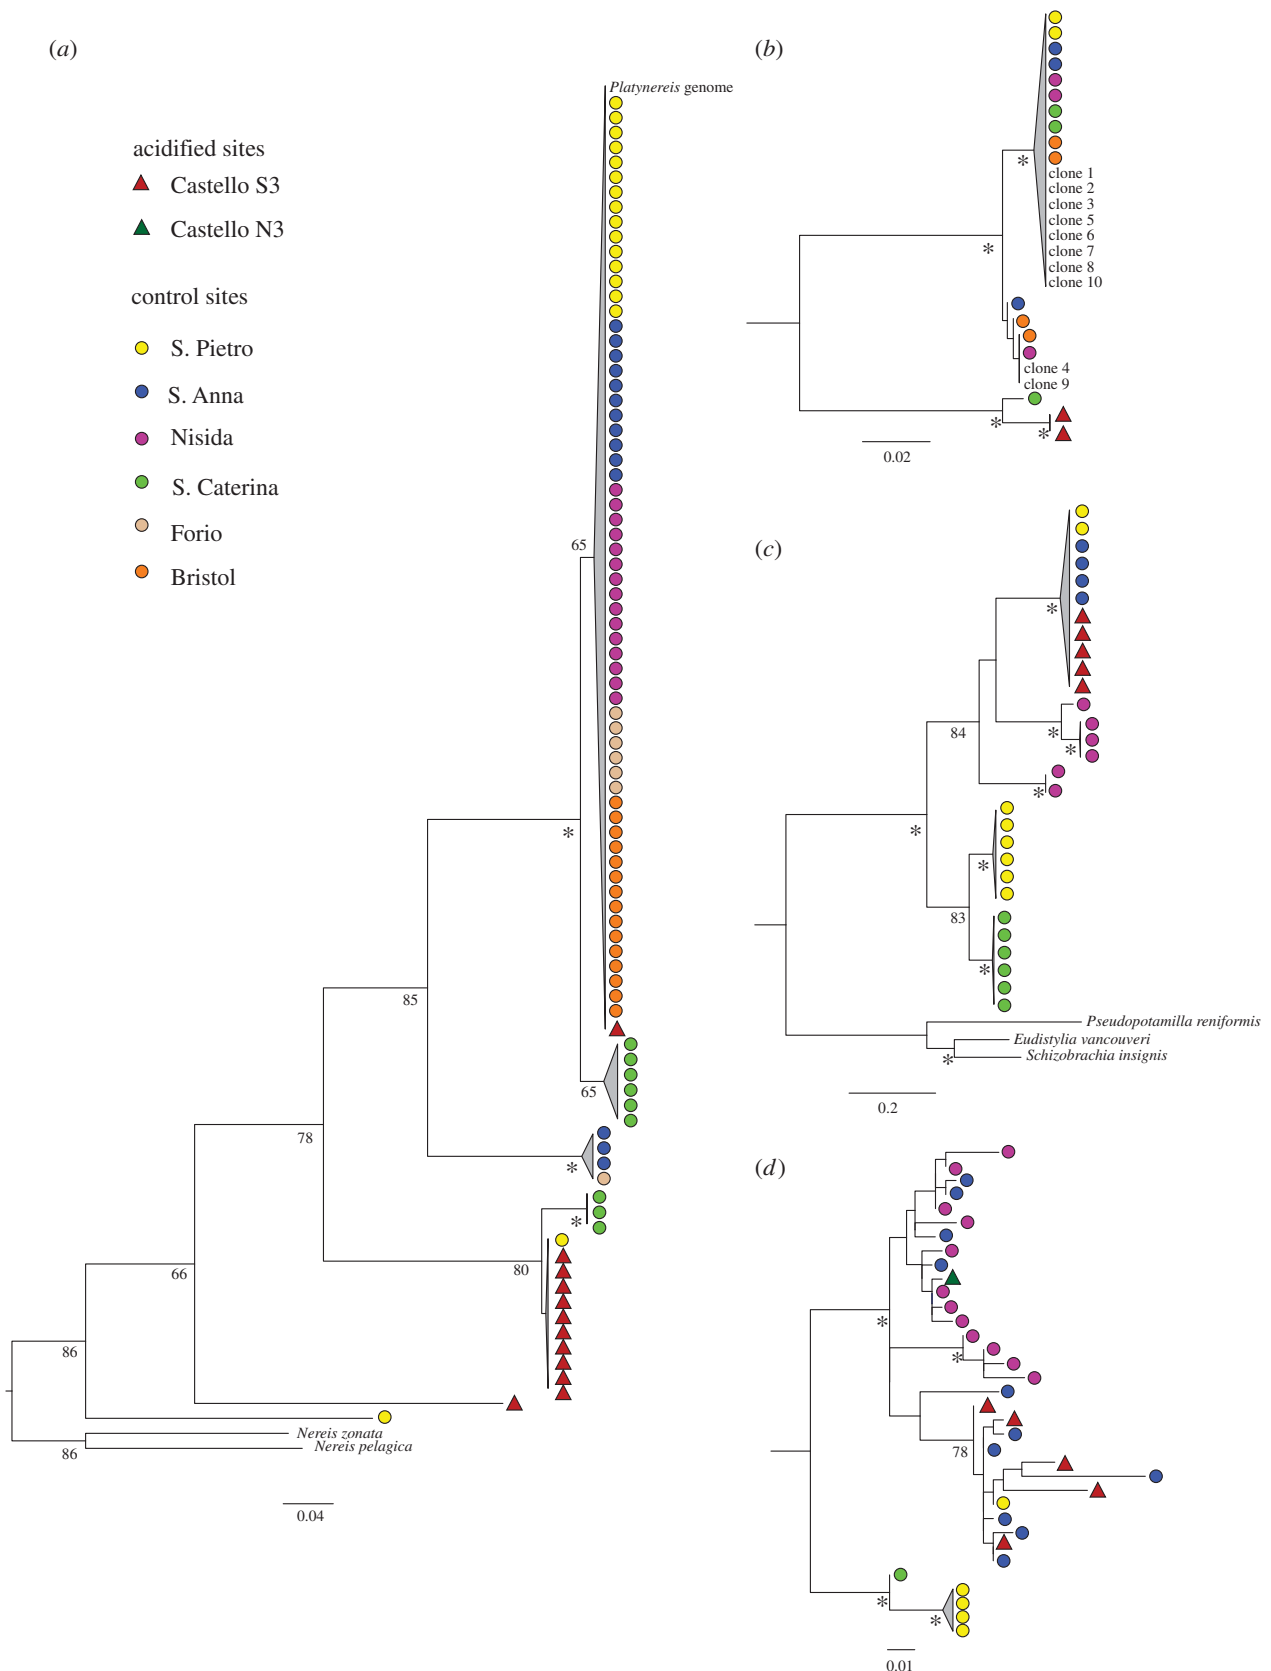 (a)
acidified sites
Castello S3
Castello N3
control sites
S. Pietro
S. Anna
Nisida
S. Caterina
Forio
Bristol
Platynereis genome
65
*
65
85
*
78
*
80
66
86
Nereis zonata
Nereis pelagica
86
0.04
(b)
*
clone 1
clone 2
clone 3
clone 5
clone 6
clone 7
clone 8
clone 10
*
clone 4
clone 9
*
*
0.02
(c)
*
84
*
*
*
*
*
83
*
Pseudopotamilla reniformis
Eudistylia vancouveri
Schizobrachia insignis
*
0.2
(d)
*
*
78
*
*
0.01